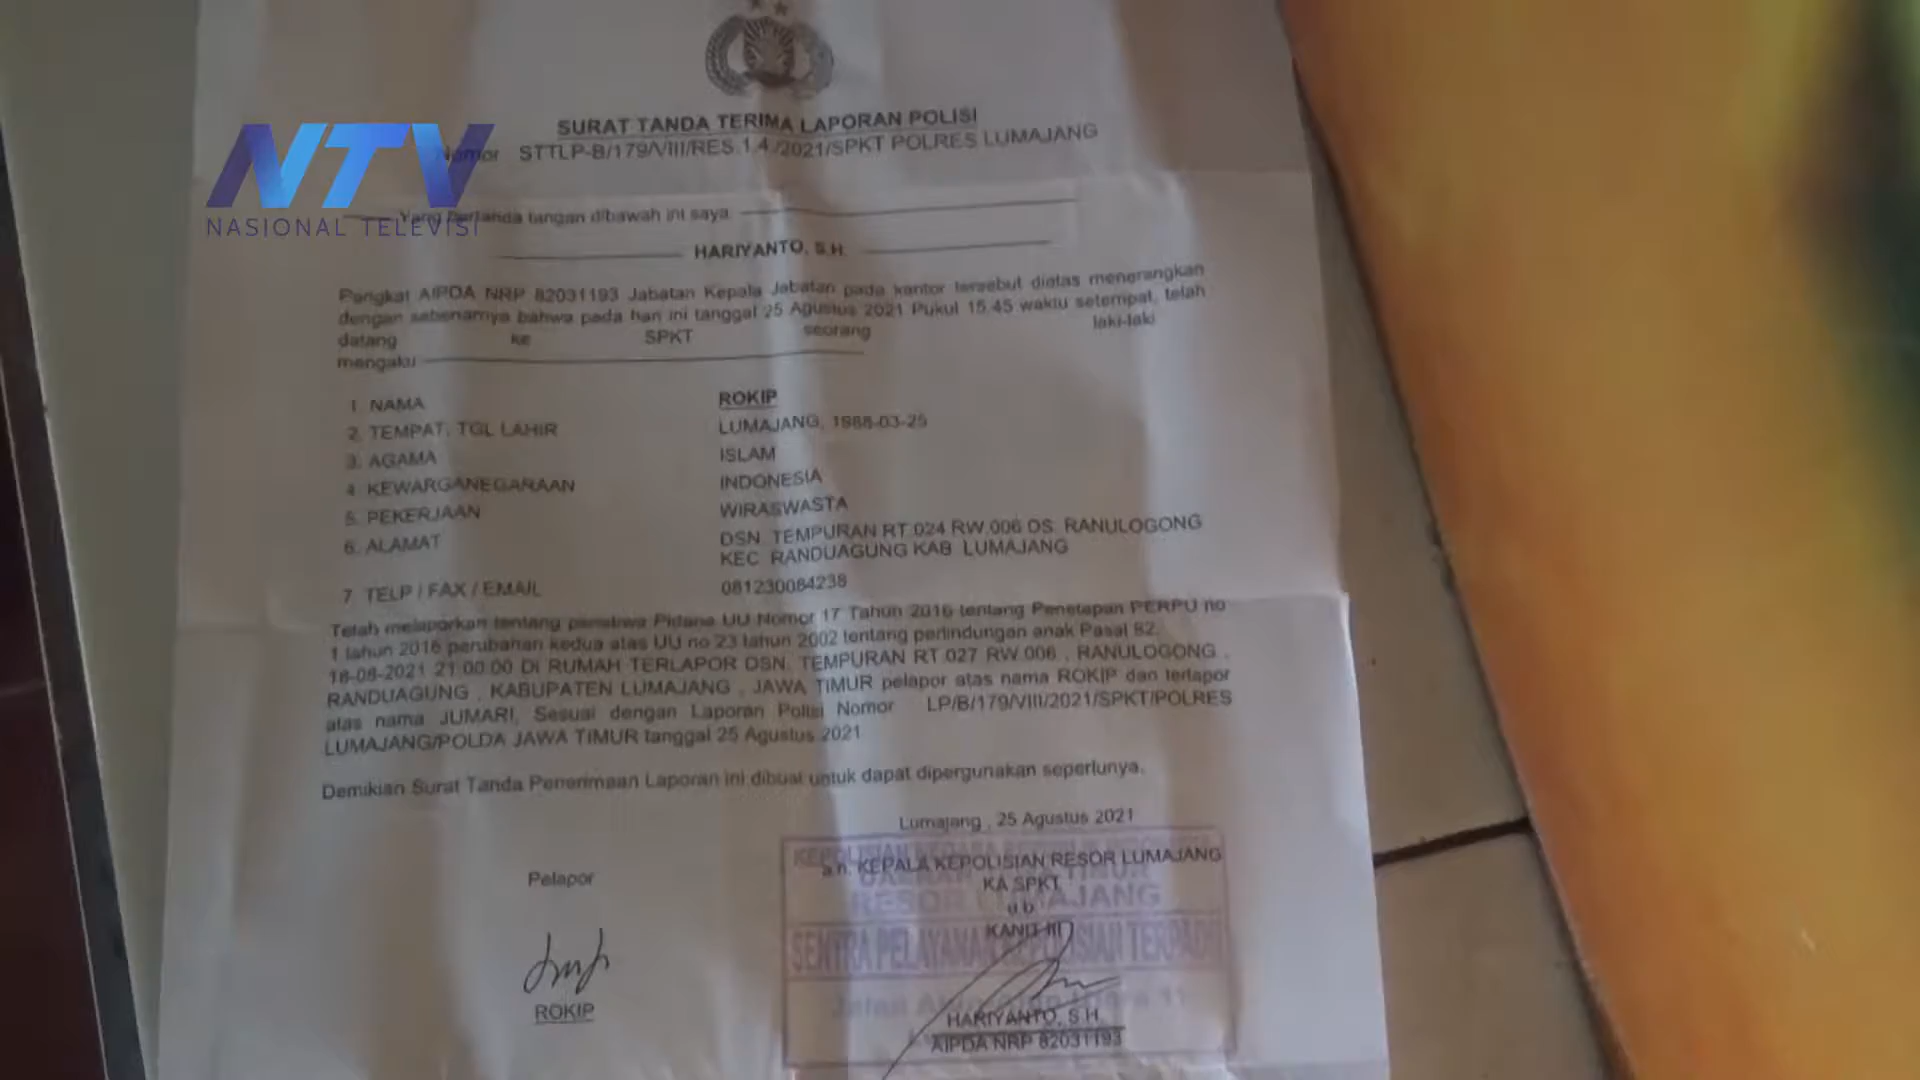 SURAT TANDA TERIMA LAPORAN POLISI
Nomor STTLP-B/179/VIII/RES.1.4./2021/SPKT POLRES LUMAJANG
NTV
NASIONAL TELEVISI
Yang bertanda tangan dibawah ini saya
HARIYANTO, S.H.
Pangkat AIPDA NRP 82031193 Jabatan Kepala Jabatan pada kantor tersebut diatas menerangkan
dengan sebenarnya bahwa pada hari ini tanggal 25 Agustus 2021 Pukul 15.45 waktu setempat, telah
datang ke SPKT seorang laki-laki
mengaku
1. NAMA ROKIP
2. TEMPAT, TGL LAHIR LUMAJANG, 1988-03-25
3. AGAMA ISLAM
4. KEWARGANEGARAAN INDONESIA
5. PEKERJAAN WIRASWASTA
6. ALAMAT DSN. TEMPURAN RT.024 RW.006 DS. RANULOGONG
KEC. RANDUAGUNG KAB. LUMAJANG
7. TELP / FAX / EMAIL 081230084238
Telah melaporkan tentang peristiwa Pidana UU Nomor 17 Tahun 2016 tentang Penetapan PERPU no
1 tahun 2016 perubahan kedua atas UU no 23 tahun 2002 tentang perlindungan anak Pasal 82,
18-08-2021 21:00:00 DI RUMAH TERLAPOR DSN. TEMPURAN RT.027 RW.006 , RANULOGONG ,
RANDUAGUNG , KABUPATEN LUMAJANG , JAWA TIMUR pelapor atas nama ROKIP dan terlapor
atas nama JUMARI, Sesuai dengan Laporan Polisi Nomor LP/B/179/VIII/2021/SPKT/POLRES
LUMAJANG/POLDA JAWA TIMUR tanggal 25 Agustus 2021
Demikian Surat Tanda Penerimaan Laporan ini dibuat untuk dapat dipergunakan seperlunya.
Lumajang , 25 Agustus 2021
Pelapor
a.n. KEPALA KEPOLISIAN RESOR LUMAJANG
KA SPKT
u.b.
KANIT III
RESOR LUMAJANG
SENTRA PELAYANAN KEPOLISIAN TERPADU
ROKIP
HARIYANTO, S.H.
AIPDA NRP 82031193